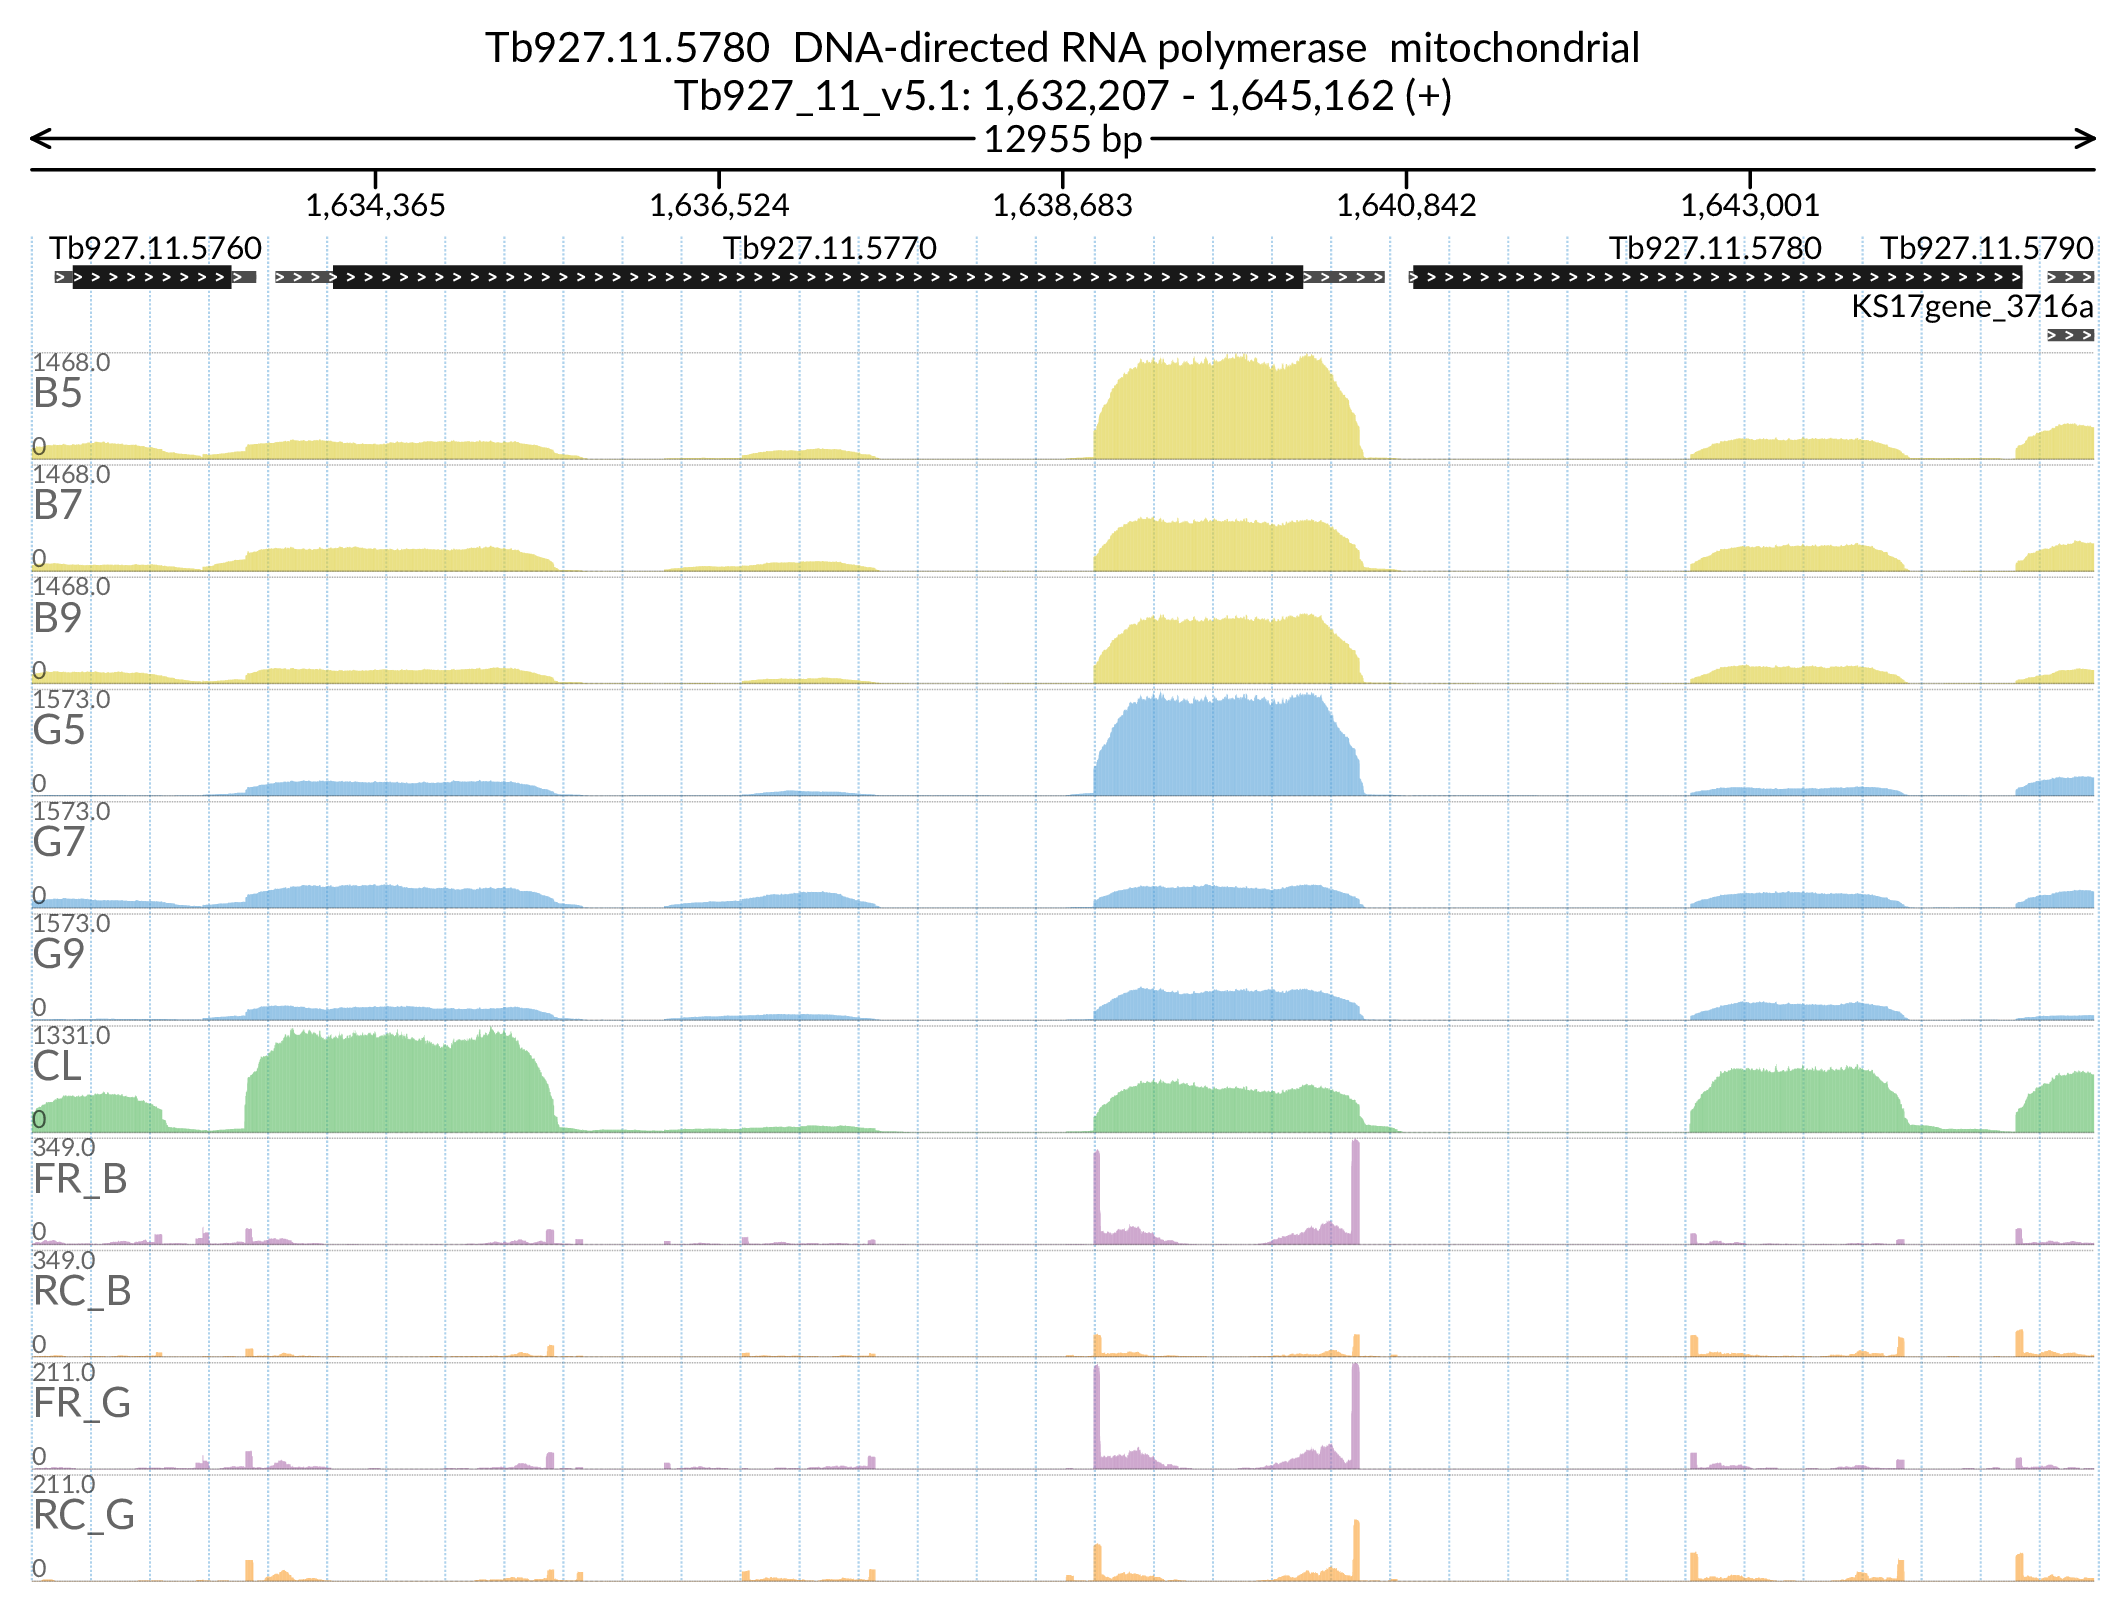 Tb927.11.5780  DNA-directed RNA polymerase  mitochondrial
Tb927_11_v5.1: 1,632,207 - 1,645,162 (+)
12955 bp
1,634,365 1,636,524 1,638,683 1,640,842 1,643,001
Tb927.11.5760 Tb927.11.5770 Tb927.11.5780 Tb927.11.5790
KS17gene_3716a
1468.0
B5
0
1468.0
B7
0
1468.0
B9
0
1573.0
G5
0
1573.0
G7
0
1573.0
G9
0
1331.0
CL
0
349.0
FR_B
0
349.0
RC_B
0
211.0
FR_G
0
211.0
RC_G
0